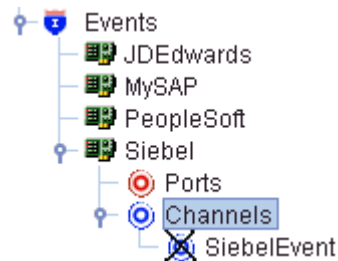 Events
JDEdwards
MySAP
PeopleSoft
Siebel
Ports
Channels
SiebelEvent